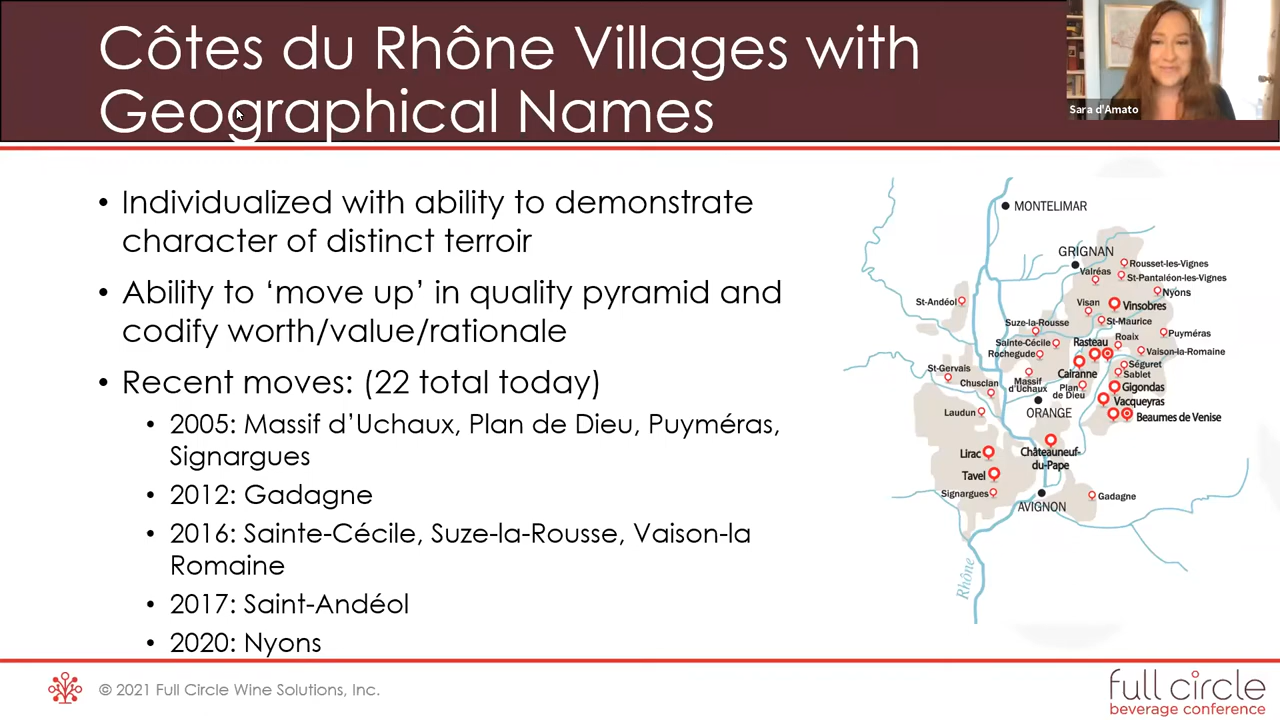 Côtes du Rhône Villages with
Geographical Names
Sara d'Amato
• Individualized with ability to demonstrate
character of distinct terroir
• Ability to ‘move up’ in quality pyramid and
codify worth/value/rationale
• Recent moves: (22 total today)
• 2005: Massif d’Uchaux, Plan de Dieu, Puyméras,
Signargues
• 2012: Gadagne
• 2016: Sainte-Cécile, Suze-la-Rousse, Vaison-la
Romaine
• 2017: Saint-Andéol
• 2020: Nyons
MONTELIMAR
GRIGNAN
Rousset-les-Vignes
Valréas
St-Pantaléon-les-Vignes
Nyons
St-Andéol
Visan
Vinsobres
Suze-la-Rousse
St-Maurice
Puyméras
Sainte-Cécile
Rasteau
Roaix
Rochegude
Vaison-la-Romaine
St-Gervais
Cairanne
Séguret
Sablet
Chusclan
Massif
d'Uchaux
Plan
de Dieu
Gigondas
Vacqueyras
Laudun
ORANGE
Beaumes de Venise
Lirac
Châteauneuf-
du-Pape
Tavel
Signargues
Gadagne
AVIGNON
Rhône
© 2021 Full Circle Wine Solutions, Inc.
full circle
beverage conference